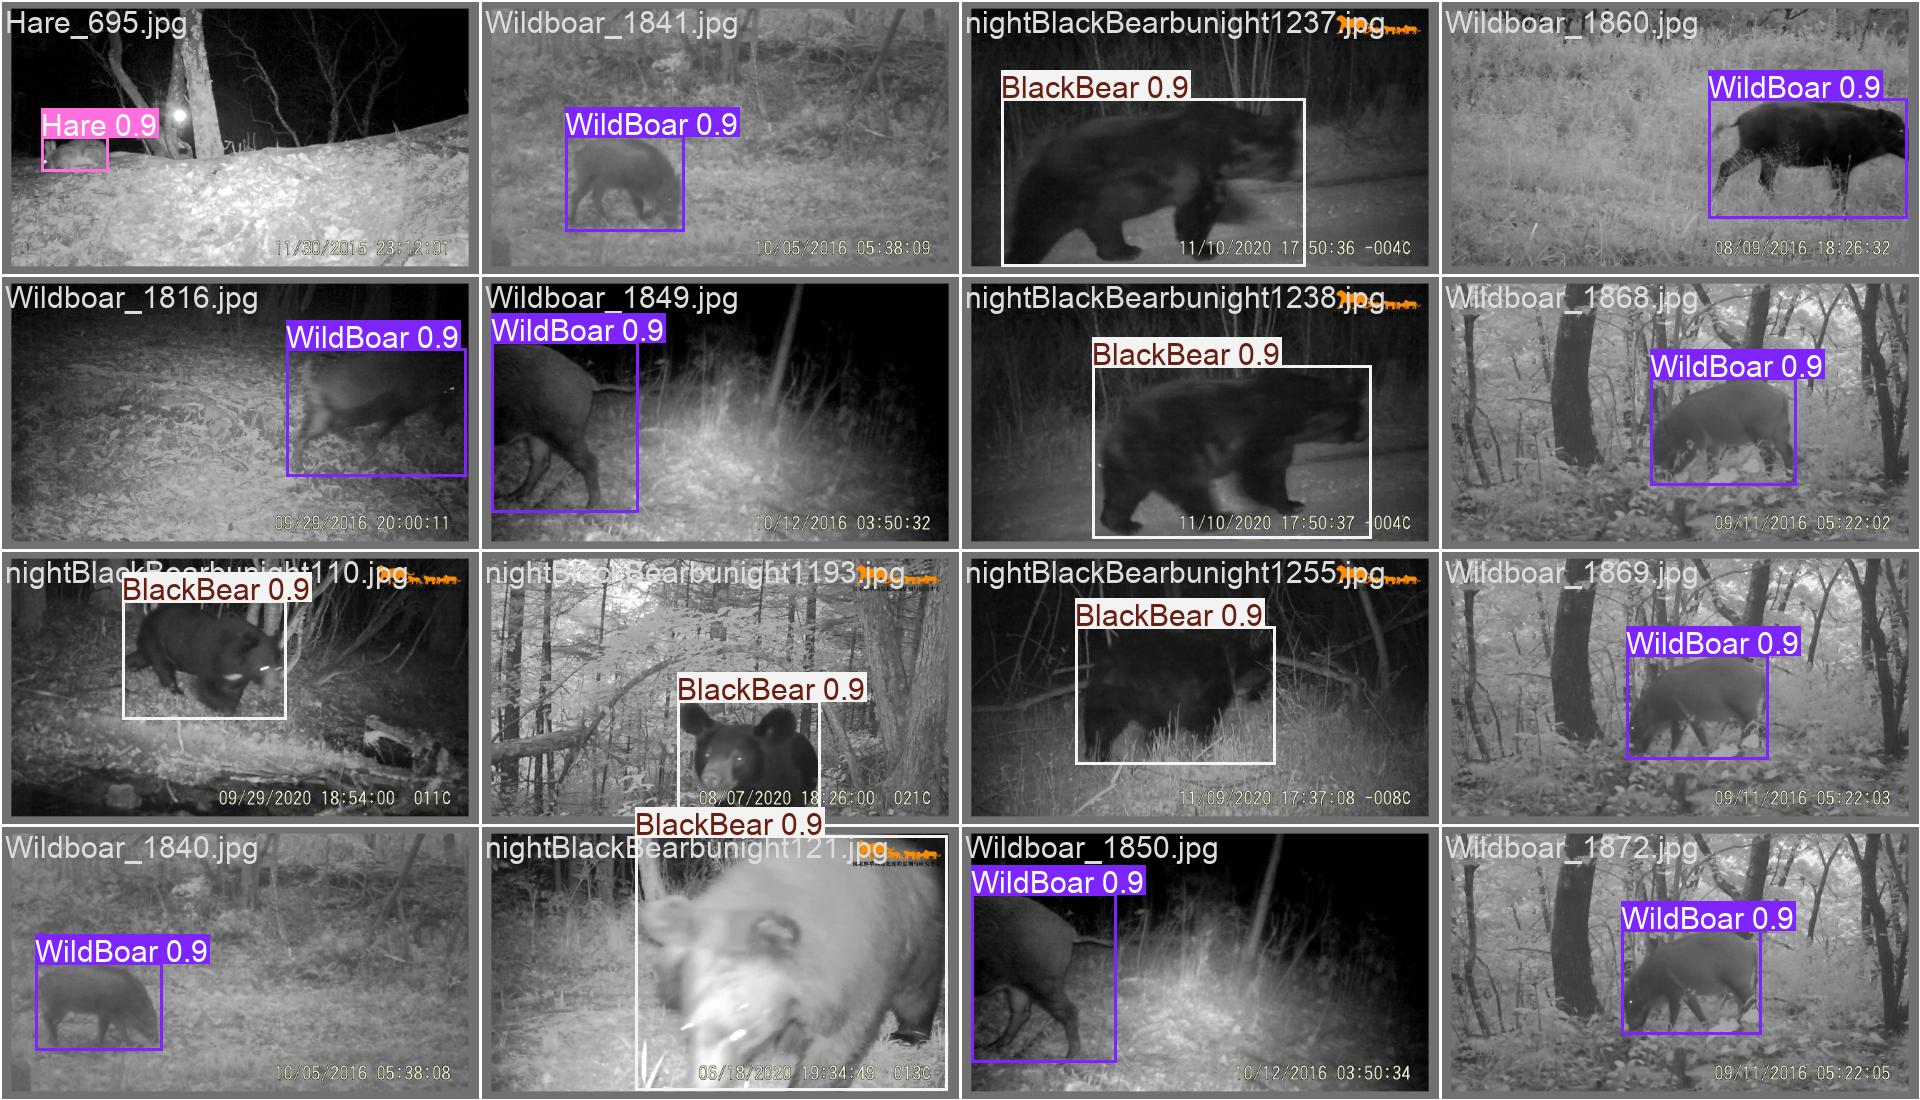 Hare_695.jpg
Hare 0.9
11/30/2015 23:12:01
Wildboar_1841.jpg
WildBoar 0.9
10/05/2016 05:38:09
nightBlackBearbunight1237.jpg
BlackBear 0.9
11/10/2020 17:50:36 -004C
Wildboar_1860.jpg
WildBoar 0.9
08/09/2016 18:26:32
Wildboar_1816.jpg
WildBoar 0.9
09/29/2016 20:00:11
Wildboar_1849.jpg
WildBoar 0.9
10/12/2016 03:50:32
nightBlackBearbunight1238.jpg
BlackBear 0.9
11/10/2020 17:50:37 -004C
Wildboar_1868.jpg
WildBoar 0.9
09/11/2016 05:22:02
nightBlackBearbunight110.jpg
BlackBear 0.9
09/29/2020 18:54:00 011C
nightBlackBearbunight1193.jpg
BlackBear 0.9
08/07/2020 18:26:00 021C
nightBlackBearbunight1255.jpg
BlackBear 0.9
11/09/2020 17:37:08 -008C
Wildboar_1869.jpg
WildBoar 0.9
09/11/2016 05:22:03
Wildboar_1840.jpg
WildBoar 0.9
10/05/2016 05:38:08
BlackBear 0.9
nightBlackBearbunight121.jpg
06/18/2020 19:34:49 013C
Wildboar_1850.jpg
WildBoar 0.9
10/12/2016 03:50:34
Wildboar_1872.jpg
WildBoar 0.9
09/11/2016 05:22:05